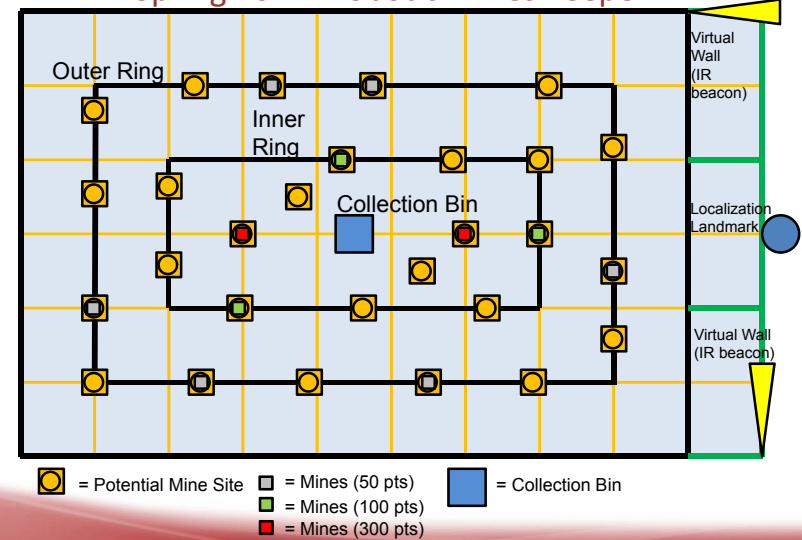 Outer Ring
Inner
Ring
Collection Bin
Virtual
Wall
(IR
beacon)
Localization
Landmark
Virtual Wall
(IR beacon)
= Potential Mine Site
= Mines (50 pts)
= Mines (100 pts)
= Mines (300 pts)
= Collection Bin